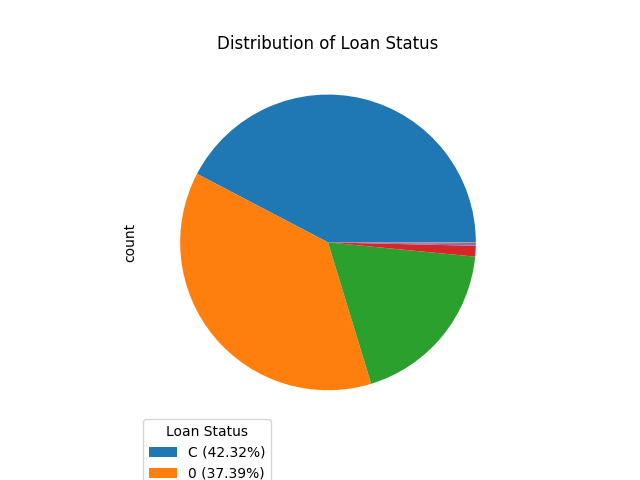 Distribution of Loan Status
count
Loan Status
C (42.32%)
0 (37.39%)